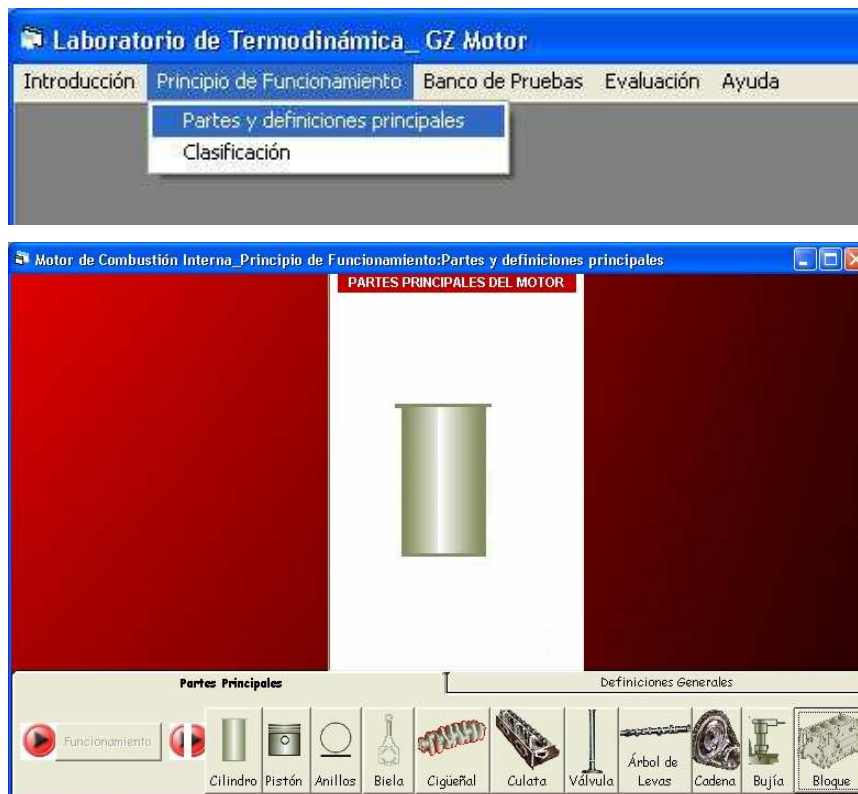 Laboratorio de Termodinámica_ GZ Motor
Introducción Principio de Funcionamiento Banco de Pruebas Evaluación Ayuda
Partes y definiciones principales
Clasificación
Motor de Combustión Interna_Principio de Funcionamiento:Partes y definiciones principales
PARTES PRINCIPALES DEL MOTOR
Partes Principales Definiciones Generales
Funcionamiento
Cilindro Pistón Anillos Biela Cigüeñal Culata Válvula Árbol de Levas Cadena Bujía Bloque